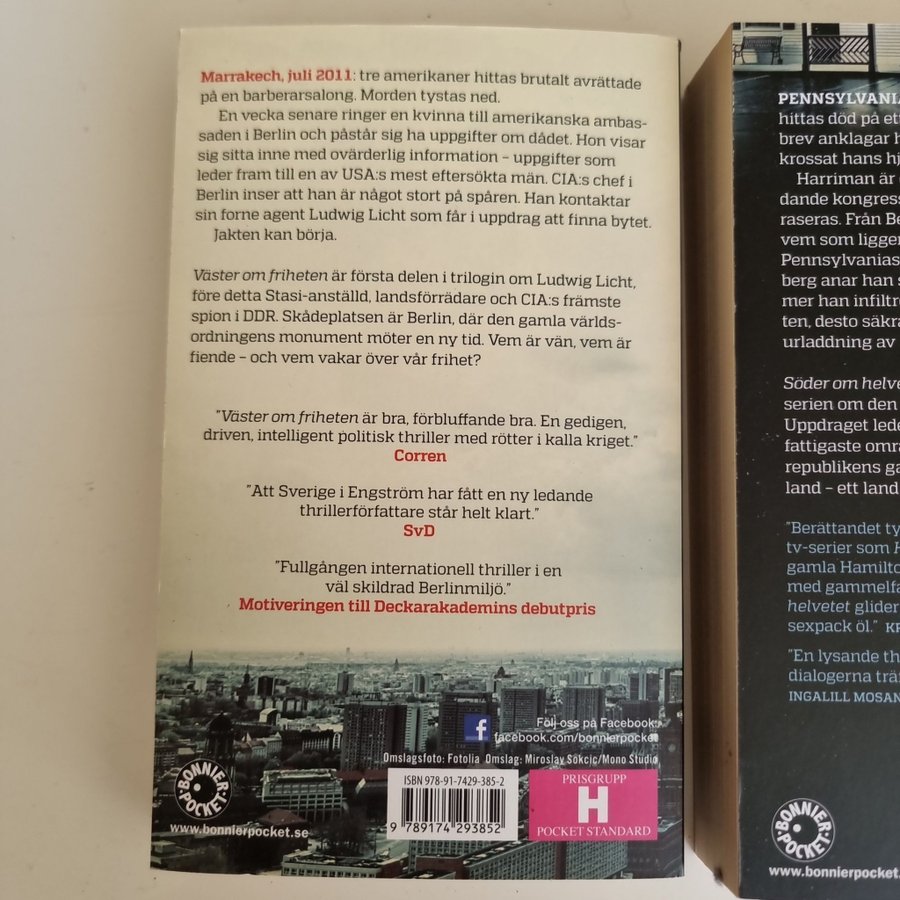 Marrakech, juli 2011: tre amerikaner hittas brutalt avrättade
på en barberarsalong. Morden tystas ned.
En vecka senare ringer en kvinna till amerikanska ambas-
saden i Berlin och påstår sig ha uppgifter om dådet. Hon visar
sig sitta inne med ovärderlig information – uppgifter som
leder fram till en av USA:s mest eftersökta män. CIA:s chef i
Berlin inser att han är något stort på spåren. Han kontaktar
sin forne agent Ludwig Licht som får i uppdrag att finna bytet.
Jakten kan börja.
Väster om friheten är första delen i trilogin om Ludwig Licht,
före detta Stasi-anställd, landsförrädare och CIA:s främste
spion i DDR. Skådeplatsen är Berlin, där den gamla världs-
ordningens monument möter en ny tid. Vem är vän, vem är
fiende – och vem vakar över vår frihet?
"Väster om friheten är bra, förbluffande bra. En gedigen,
driven, intelligent politisk thriller med rötter i kalla kriget."
Corren
"Att Sverige i Engström har fått en ny ledande
thrillerförfattare står helt klart."
SvD
"Fullgången internationell thriller i en
väl skildrad Berlinmiljö."
Motiveringen till Deckarakademins debutpris
Följ oss på Facebook:
facebook.com/bonnierpocket
Omslagsfoto: Fotolia Omslag: Miroslav Sokcic/Mono Studio
ISBN 978-91-7429-385-2
9 789174 293852
PRISGRUPP
H
POCKET STANDARD
BONNIER
POCKET
www.bonnierpocket.se
PENNSYLVANIA
hittas död på ett
brev anklagar h
krossat hans hj
Harriman är
dande kongress
raseras. Från Be
vem som ligger
Pennsylvanias
berg anar han s
mer han infiltre
ten, desto säkra
urladdning av
Söder om helve
serien om den
Uppdraget lede
fattigaste områ
republikens ga
land – ett land
"Berättandet ty
tv-serier som H
gamla Hamilto
med gammelfa
helvetet glider
sexpack öl." KR
"En lysande th
dialogerna trä
INGALILL MOSAN
BONNIER
POCKET
www.bonnierpocket.